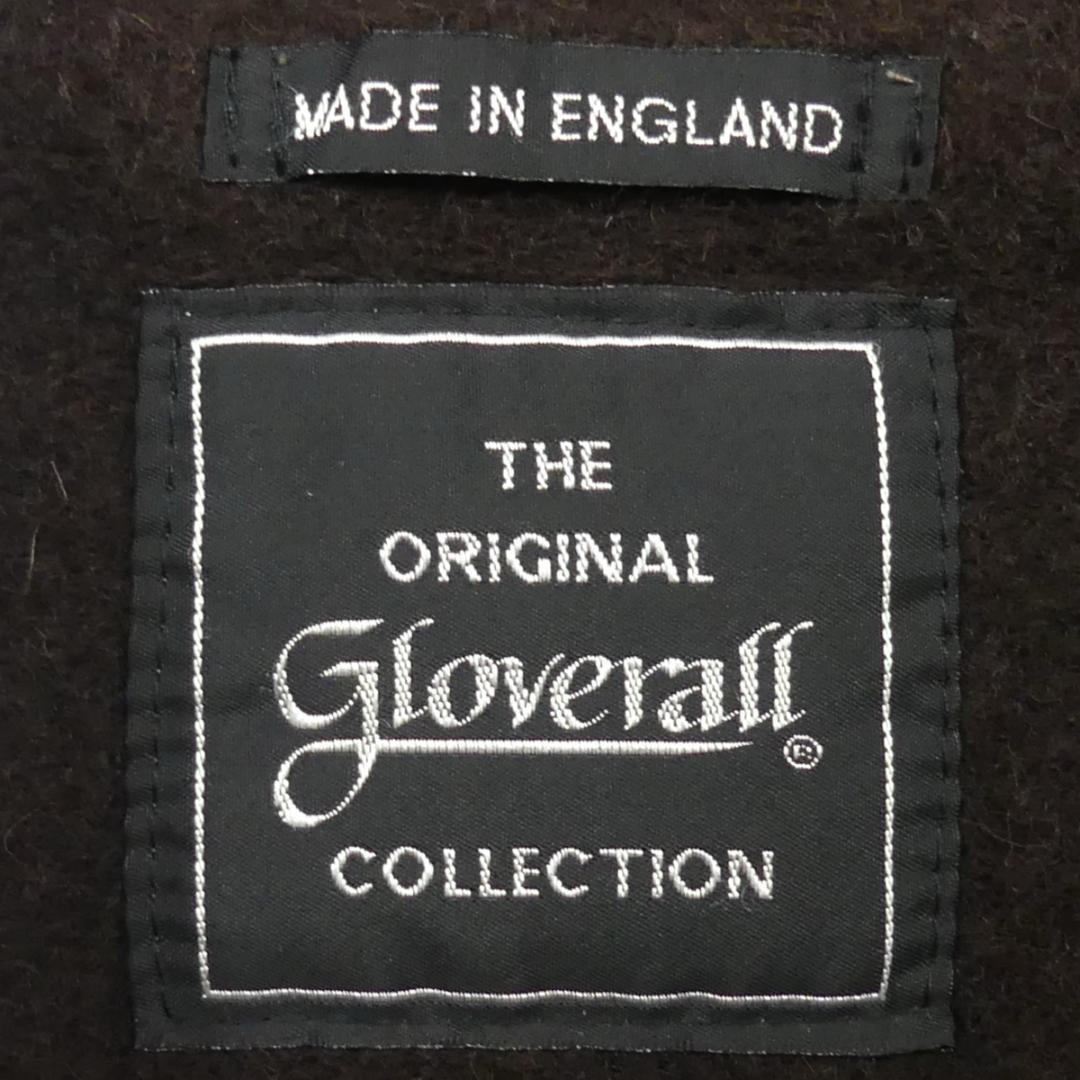 MADE IN ENGLAND
THE
ORIGINAL
Gloverall®
COLLECTION